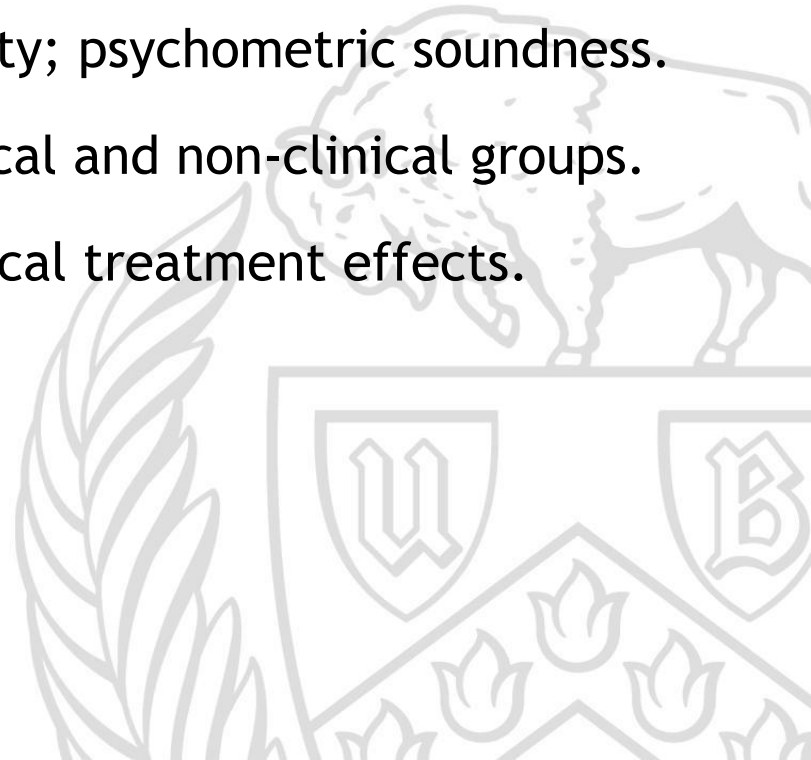 ty; psychometric soundness.
cal and non-clinical groups.
cal treatment effects.
U B